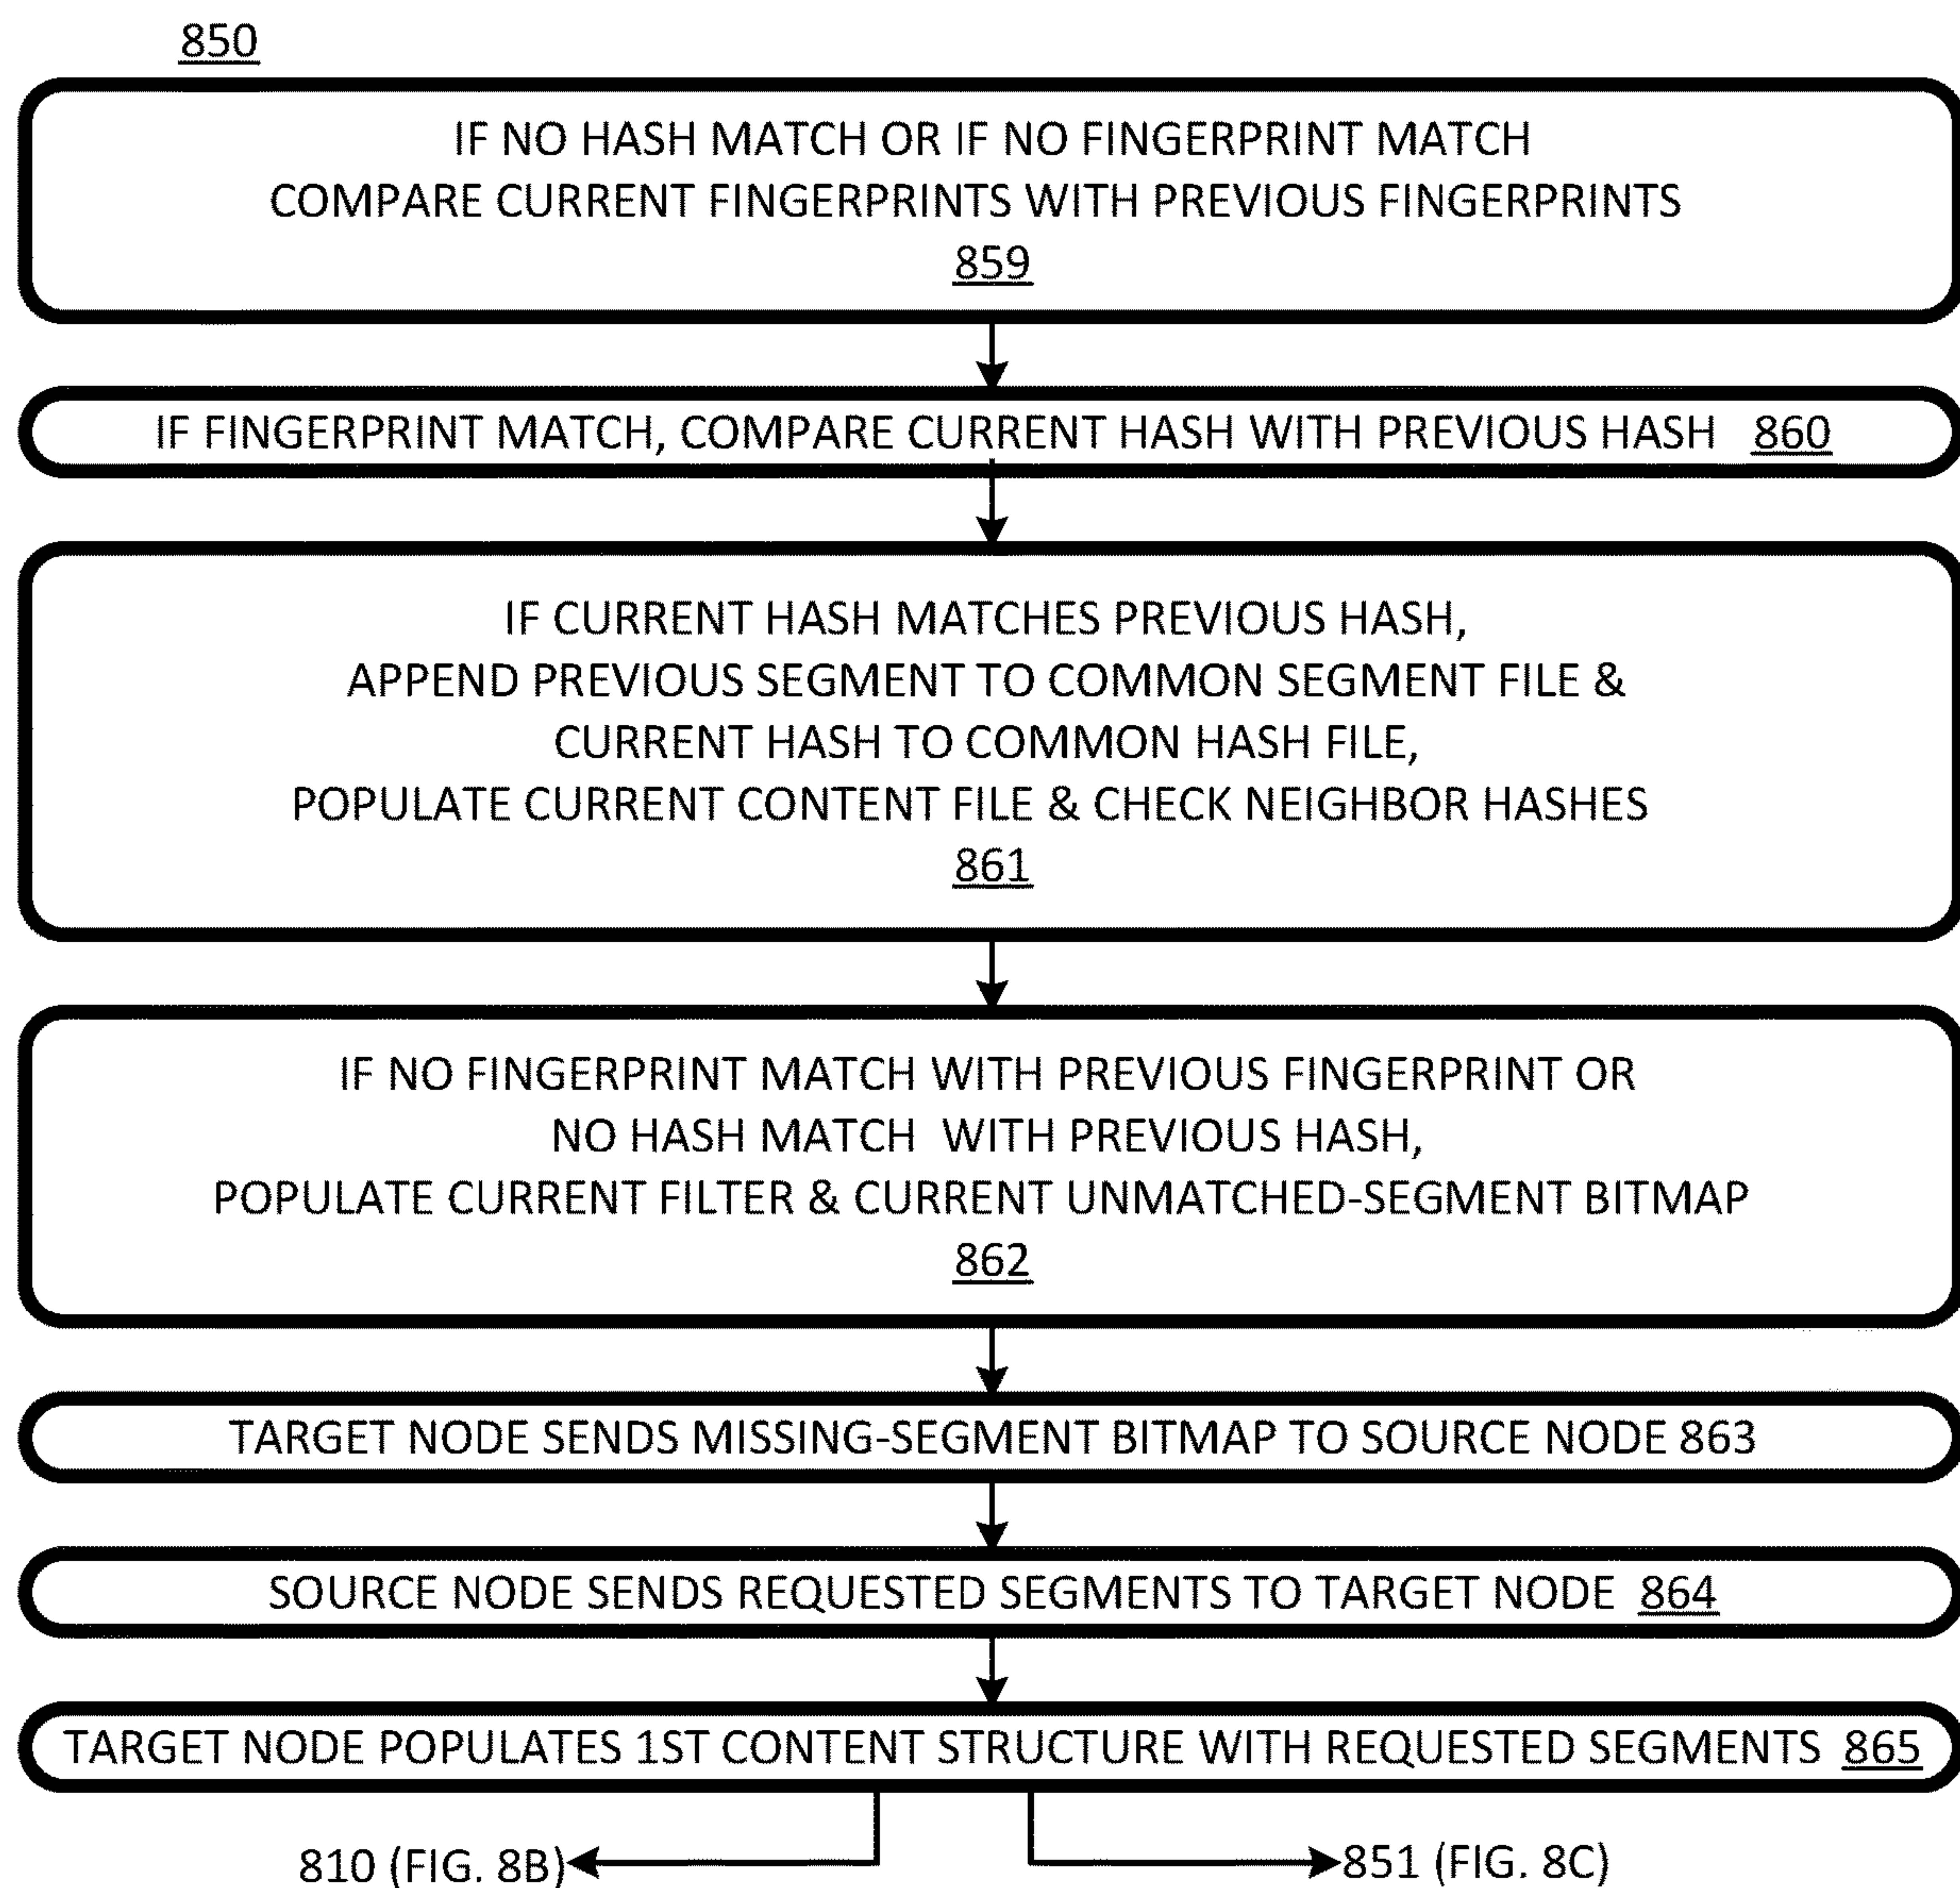 850
IF NO HASH MATCH OR IF NO FINGERPRINT MATCH
COMPARE CURRENT FINGERPRINTS WITH PREVIOUS FINGERPRINTS
859
IF FINGERPRINT MATCH, COMPARE CURRENT HASH WITH PREVIOUS HASH 860
IF CURRENT HASH MATCHES PREVIOUS HASH,
APPEND PREVIOUS SEGMENT TO COMMON SEGMENT FILE &
CURRENT HASH TO COMMON HASH FILE,
POPULATE CURRENT CONTENT FILE & CHECK NEIGHBOR HASHES
861
IF NO FINGERPRINT MATCH WITH PREVIOUS FINGERPRINT OR
NO HASH MATCH WITH PREVIOUS HASH,
POPULATE CURRENT FILTER & CURRENT UNMATCHED-SEGMENT BITMAP
862
TARGET NODE SENDS MISSING-SEGMENT BITMAP TO SOURCE NODE 863
SOURCE NODE SENDS REQUESTED SEGMENTS TO TARGET NODE 864
TARGET NODE POPULATES 1ST CONTENT STRUCTURE WITH REQUESTED SEGMENTS 865
810 (FIG. 8B)
851 (FIG. 8C)